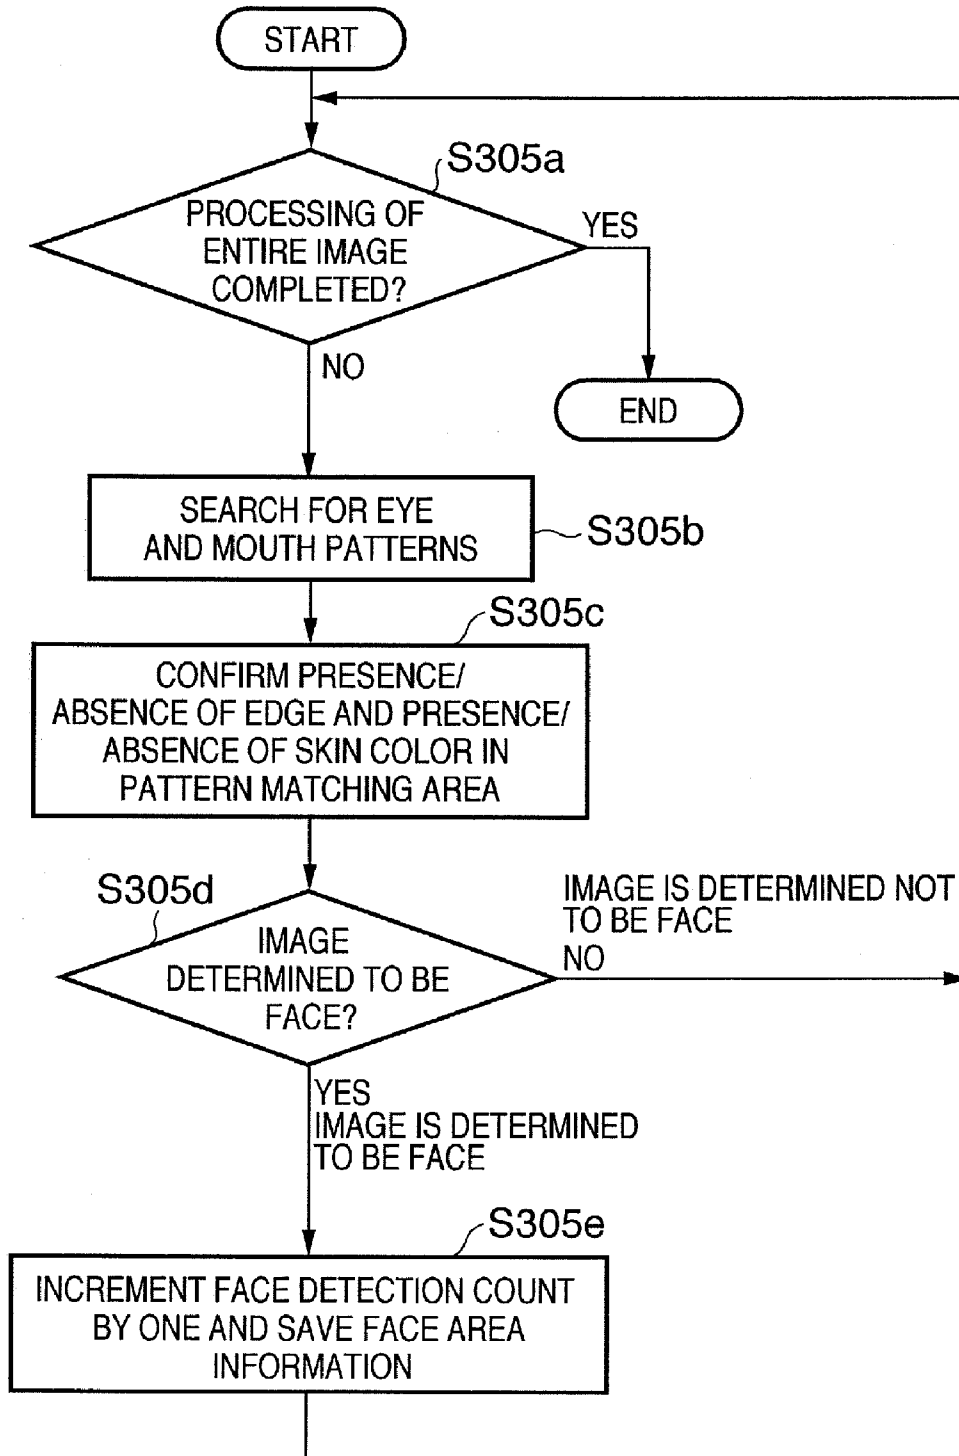 START
S305a
PROCESSING OF
ENTIRE IMAGE
COMPLETED?
YES
NO
END
SEARCH FOR EYE
AND MOUTH PATTERNS
S305b
S305c
CONFIRM PRESENCE/
ABSENCE OF EDGE AND PRESENCE/
ABSENCE OF SKIN COLOR IN
PATTERN MATCHING AREA
S305d
IMAGE
DETERMINED TO BE
FACE?
IMAGE IS DETERMINED NOT
TO BE FACE
NO
YES
IMAGE IS DETERMINED
TO BE FACE
S305e
INCREMENT FACE DETECTION COUNT
BY ONE AND SAVE FACE AREA
INFORMATION